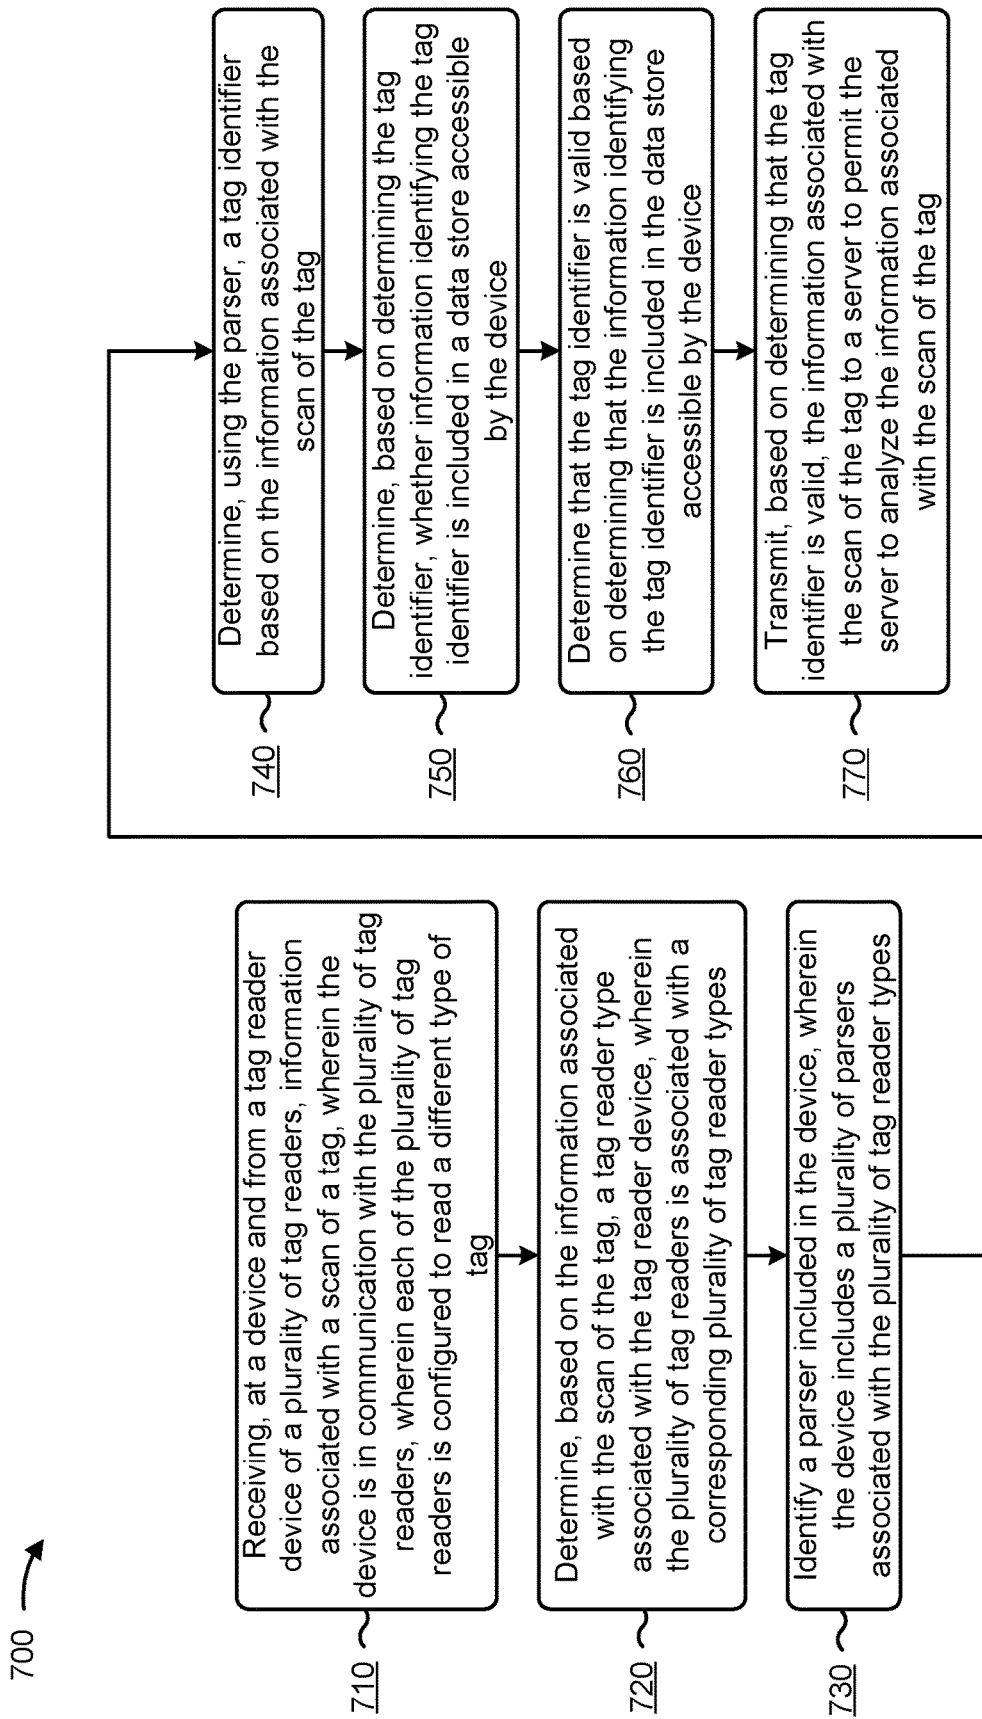 700
710
Receiving, at a device and from a tag reader
device of a plurality of tag readers, information
associated with a scan of a tag, wherein the
device is in communication with the plurality of tag
readers, wherein each of the plurality of tag
readers is configured to read a different type of
tag
720
Determine, based on the information associated
with the scan of the tag, a tag reader type
associated with the tag reader device, wherein
the plurality of tag readers is associated with a
corresponding plurality of tag reader types
730
Identify a parser included in the device, wherein
the device includes a plurality of parsers
associated with the plurality of tag reader types
740
Determine, using the parser, a tag identifier
based on the information associated with the
scan of the tag
750
Determine, based on determining the tag
identifier, whether information identifying the tag
identifier is included in a data store accessible
by the device
760
Determine that the tag identifier is valid based
on determining that the information identifying
the tag identifier is included in the data store
accessible by the device
770
Transmit, based on determining that the tag
identifier is valid, the information associated with
the scan of the tag to a server to permit the
server to analyze the information associated
with the scan of the tag